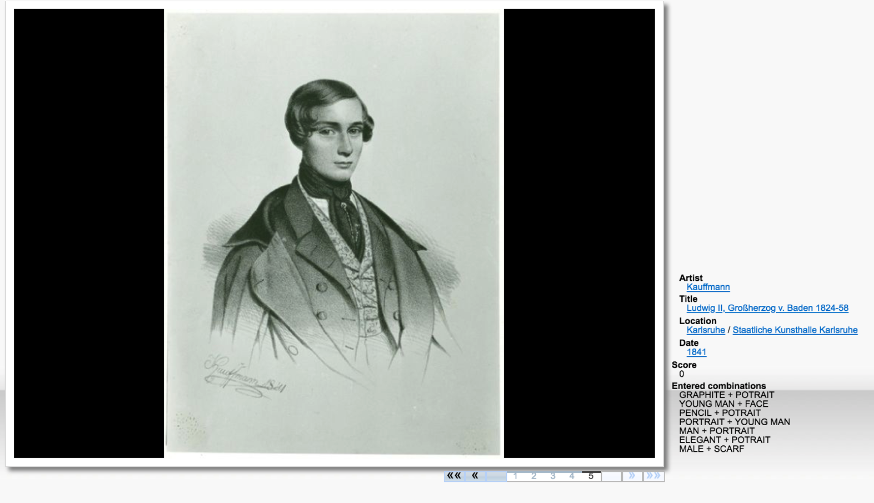 Kauffmann 1841
« « 1 2 3 4 5 » »»
Artist
Kauffmann
Title
Ludwig II, Großherzog v. Baden 1824-58
Location
Karlsruhe / Staatliche Kunsthalle Karlsruhe
Date
1841
Score
0
Entered combinations
GRAPHITE + POTRAIT
YOUNG MAN + FACE
PENCIL + POTRAIT
PORTRAIT + YOUNG MAN
MAN + PORTRAIT
ELEGANT + POTRAIT
MALE + SCARF